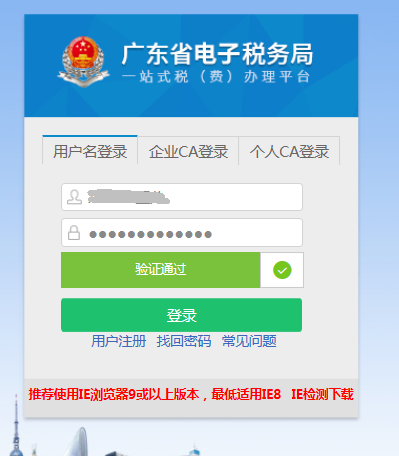 广东省电子税务局
一站式税（费）办理平台
用户名登录 企业CA登录 个人CA登录
●●●●●●●●●●●●●
验证通过
登录
用户注册 找回密码 常见问题
推荐使用IE浏览器9或以上版本，最低适用IE8 IE检测下载